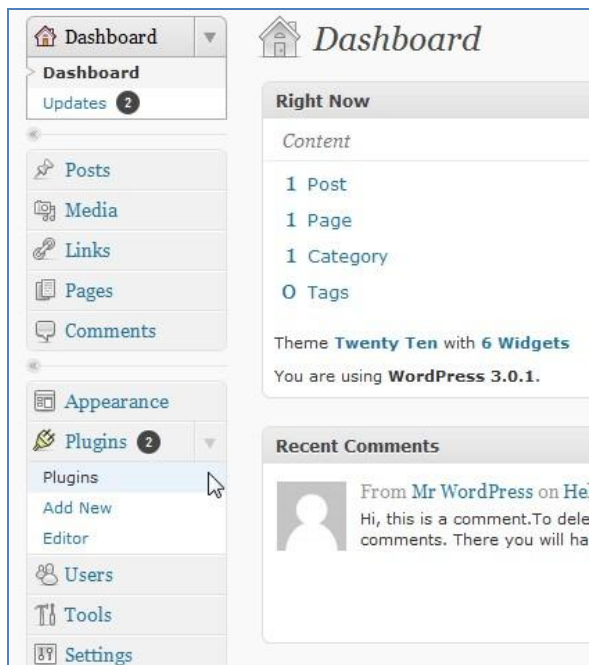 Dashboard
Dashboard
Updates 2
Posts
Media
Links
Pages
Comments
Appearance
Plugins 2
Plugins
Add New
Editor
Users
Tools
Settings
Dashboard
Right Now
Content
1 Post
1 Page
1 Category
0 Tags
Theme Twenty Ten with 6 Widgets
You are using WordPress 3.0.1.
Recent Comments
From Mr WordPress on Hel
Hi, this is a comment.To dele
comments. There you will ha